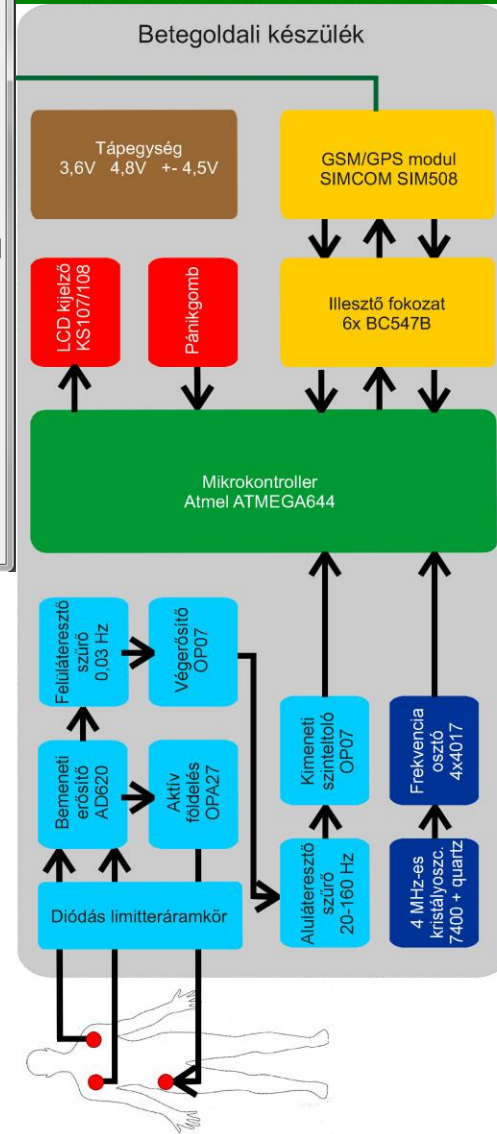 Betegoldali készülék
Tápegység
3,6V 4,8V +- 4,5V
GSM/GPS modul
SIMCOM SIM508
LCD kijelző
KS107/108
Pánikgomb
Illesztő fokozat
6x BC547B
Mikrokontroller
Atmel ATMEGA644
Felüláteresztő
szűrő
0,03 Hz
Végerősítő
OP07
Bemeneti
erősítő
AD620
Aktív
földelés
OPA27
Kimeneti
szinteltoló
OP07
Frekvencia
osztó
4x4017
Diódás limitteráramkör
Aluláteresztő
szűrő
20-160 Hz
4 MHz-es
kristályoszc.
7400 + quartz